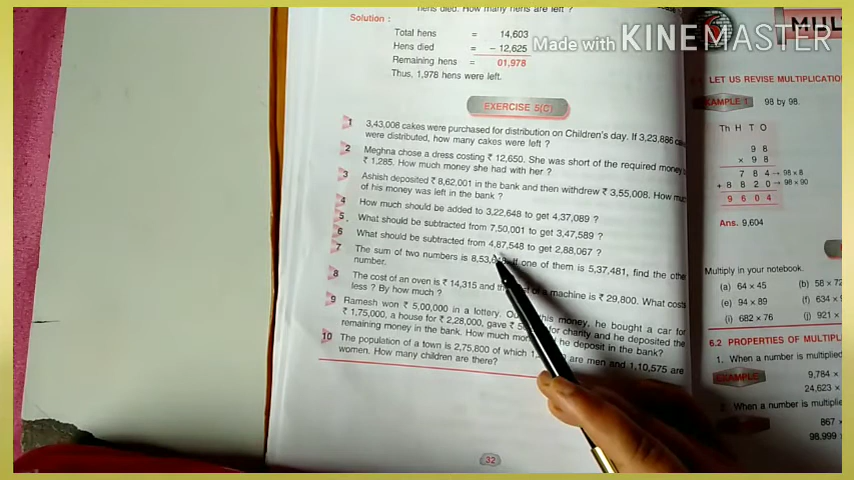 hens died. How many hens are left ?
Solution :
Total hens = 14,603
Hens died = – 12,625
Remaining hens = 01,978
Thus, 1,978 hens were left.
Made with KINEMASTER
EXERCISE 5(C)
1 3,43,008 cakes were purchased for distribution on Children's day. If 3,23,886
were distributed, how many cakes were left ?
2 Meghna chose a dress costing ₹ 12,650. She was short of the required money
₹ 1,285. How much money she had with her ?
3 Ashish deposited ₹ 8,62,001 in the bank and then withdrew ₹ 3,55,008. How
of his money was left in the bank ?
4 How much should be added to 3,22,648 to get 4,37,089 ?
5. What should be subtracted from 7,50,001 to get 3,47,589 ?
6 What should be subtracted from 4,87,548 to get 2,88,067 ?
7 The sum of two numbers is If one of them is 5,37,481, find the
number.
8 The cost of an oven is ₹ 14,315 and the of a machine is ₹ 29,800. What costs
less ? By how much ?
9 Ramesh won ₹ 5,00,000 in a lottery. this money, he bought a car for
₹ 1,75,000, a house for ₹ 2,28,000, gave ₹ for charity and he deposited the
remaining money in the bank. How much he deposit in the bank?
10 The population of a town is 2,75,800 of which are men and 1,10,575 are
women. How many children are there?
32
LET US REVISE MULTIPLICATIO
EXAMPLE 1 98 by 98.
Th H T O
9 8
× 9 8
7 8 4 → 98 × 8
+ 8 8 2 0 → 98 × 90
9 6 0 4
Ans. 9,604
Multiply in your notebook.
(a) 64 × 45 (b) 58 × 72
(e) 94 × 89 (f) 634 ×
(i) 682 × 76 (j) 921 ×
6.2 PROPERTIES OF MULTIPL
1. When a number is multiplied
EXAMPLE
9,784 ×
24,623 ×
When a number is multiplie
867 ×
98,999 ×